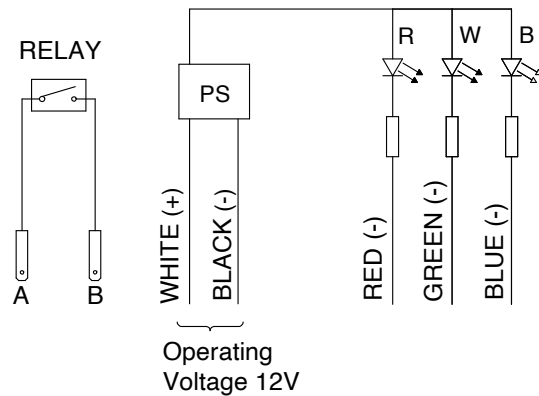 RELAY
A
B
PS
WHITE (+)
BLACK (-)
Operating
Voltage 12V
R
W
B
RED (-)
GREEN (-)
BLUE (-)